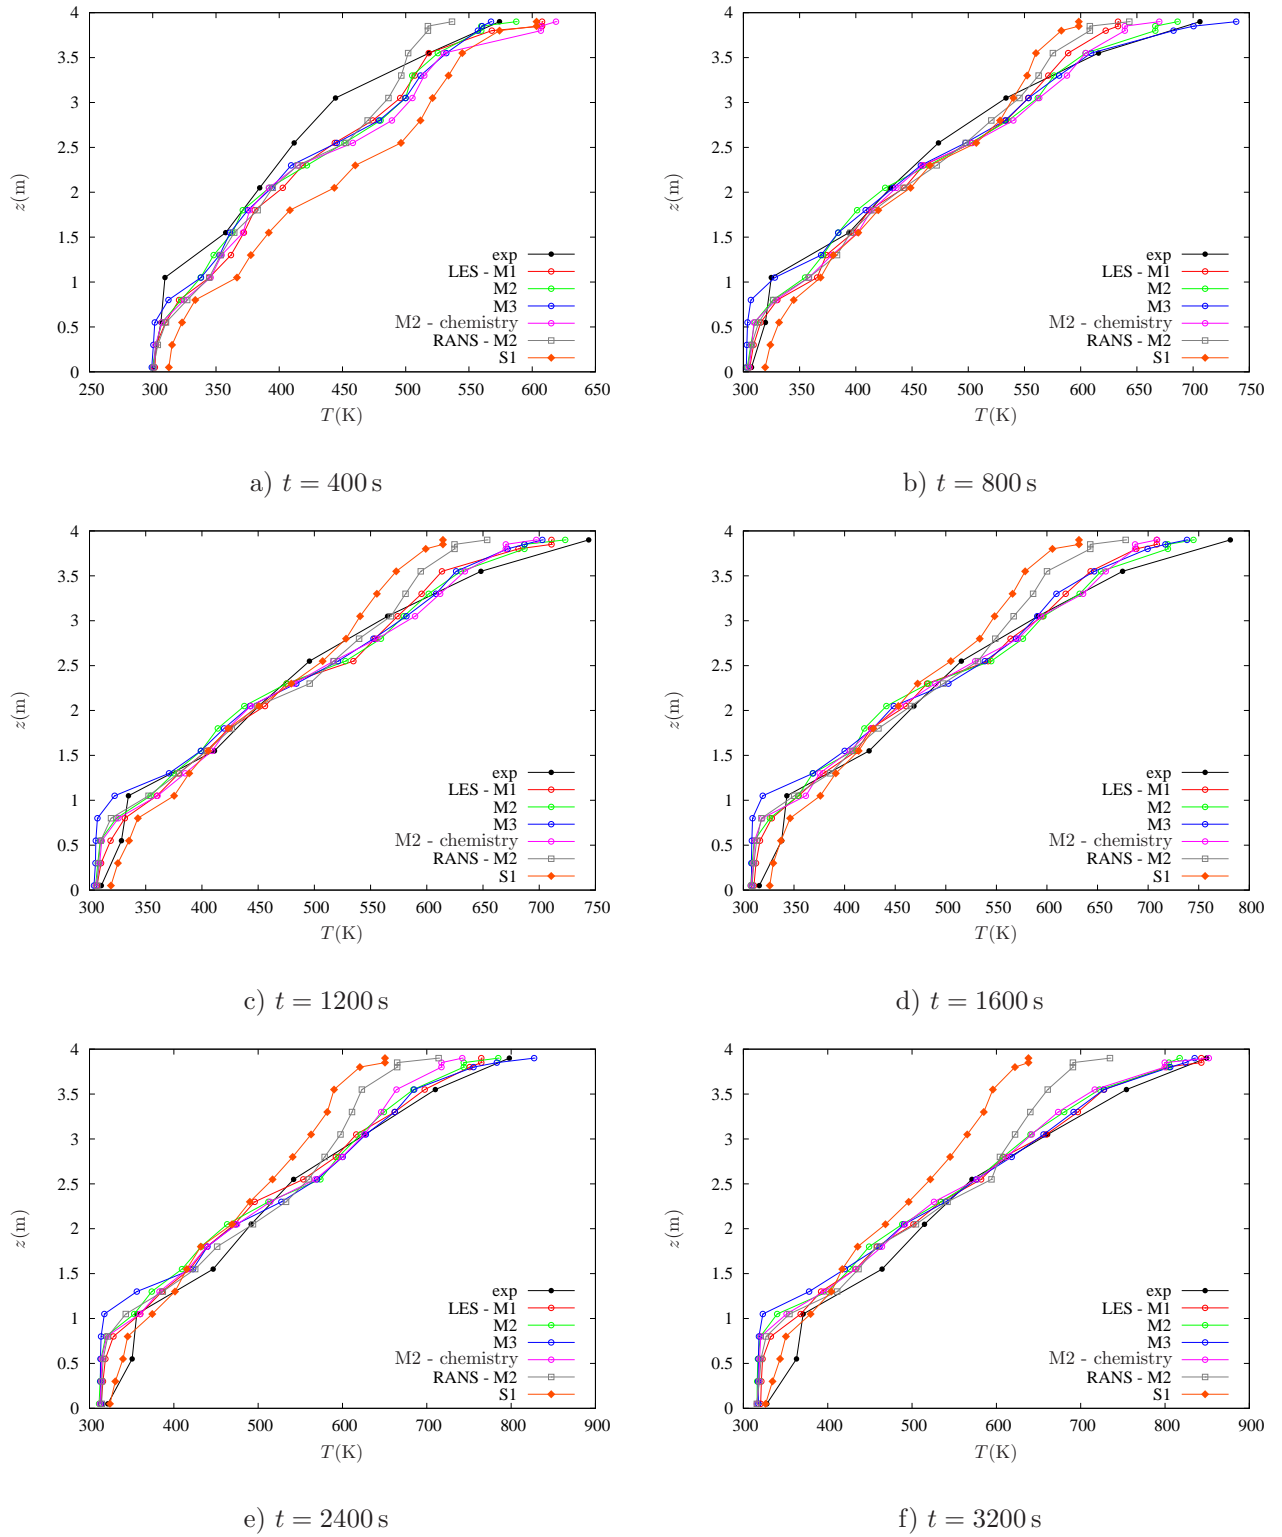 4
3.5
3
2.5
2
1.5
1
0.5
0
z(m)
exp
LES - M1
M2
M3
M2 - chemistry
RANS - M2
S1
250 300 350 400 450 500 550 600 650
T(K)
a) t = 400 s
4
3.5
3
2.5
2
1.5
1
0.5
0
z(m)
exp
LES - M1
M2
M3
M2 - chemistry
RANS - M2
S1
300 350 400 450 500 550 600 650 700 750
T(K)
b) t = 800 s
4
3.5
3
2.5
2
1.5
1
0.5
0
z(m)
exp
LES - M1
M2
M3
M2 - chemistry
RANS - M2
S1
300 350 400 450 500 550 600 650 700 750
T(K)
c) t = 1200 s
4
3.5
3
2.5
2
1.5
1
0.5
0
z(m)
exp
LES - M1
M2
M3
M2 - chemistry
RANS - M2
S1
300 350 400 450 500 550 600 650 700 750 800
T(K)
d) t = 1600 s
4
3.5
3
2.5
2
1.5
1
0.5
0
z(m)
exp
LES - M1
M2
M3
M2 - chemistry
RANS - M2
S1
300 400 500 600 700 800 900
T(K)
e) t = 2400 s
4
3.5
3
2.5
2
1.5
1
0.5
0
z(m)
exp
LES - M1
M2
M3
M2 - chemistry
RANS - M2
S1
300 400 500 600 700 800 900
T(K)
f) t = 3200 s